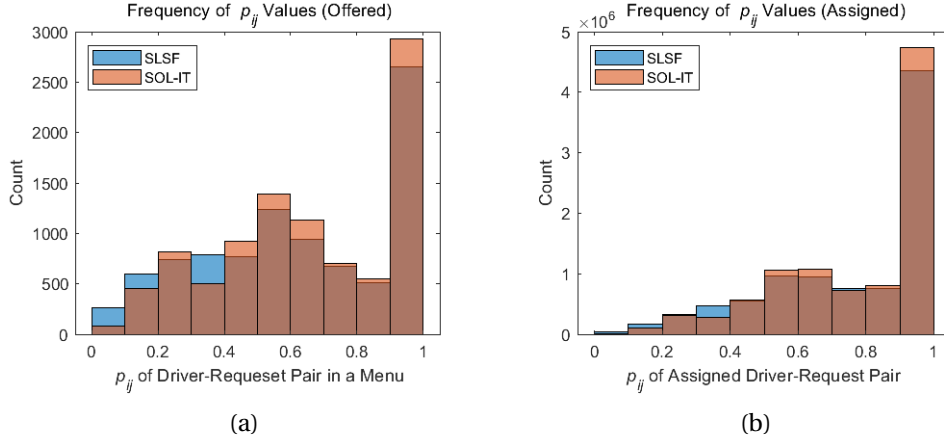 Frequency of p_ij Values (Offered)
3000
2500
2000
1500
1000
500
0
Count
SLSF
SOL-IT
0 0.2 0.4 0.6 0.8 1
p_ij of Driver-Requeset Pair in a Menu
(a)
Frequency of p_ij Values (Assigned)
×10^6
5
4
3
2
1
0
Count
SLSF
SOL-IT
0 0.2 0.4 0.6 0.8 1
p_ij of Assigned Driver-Request Pair
(b)